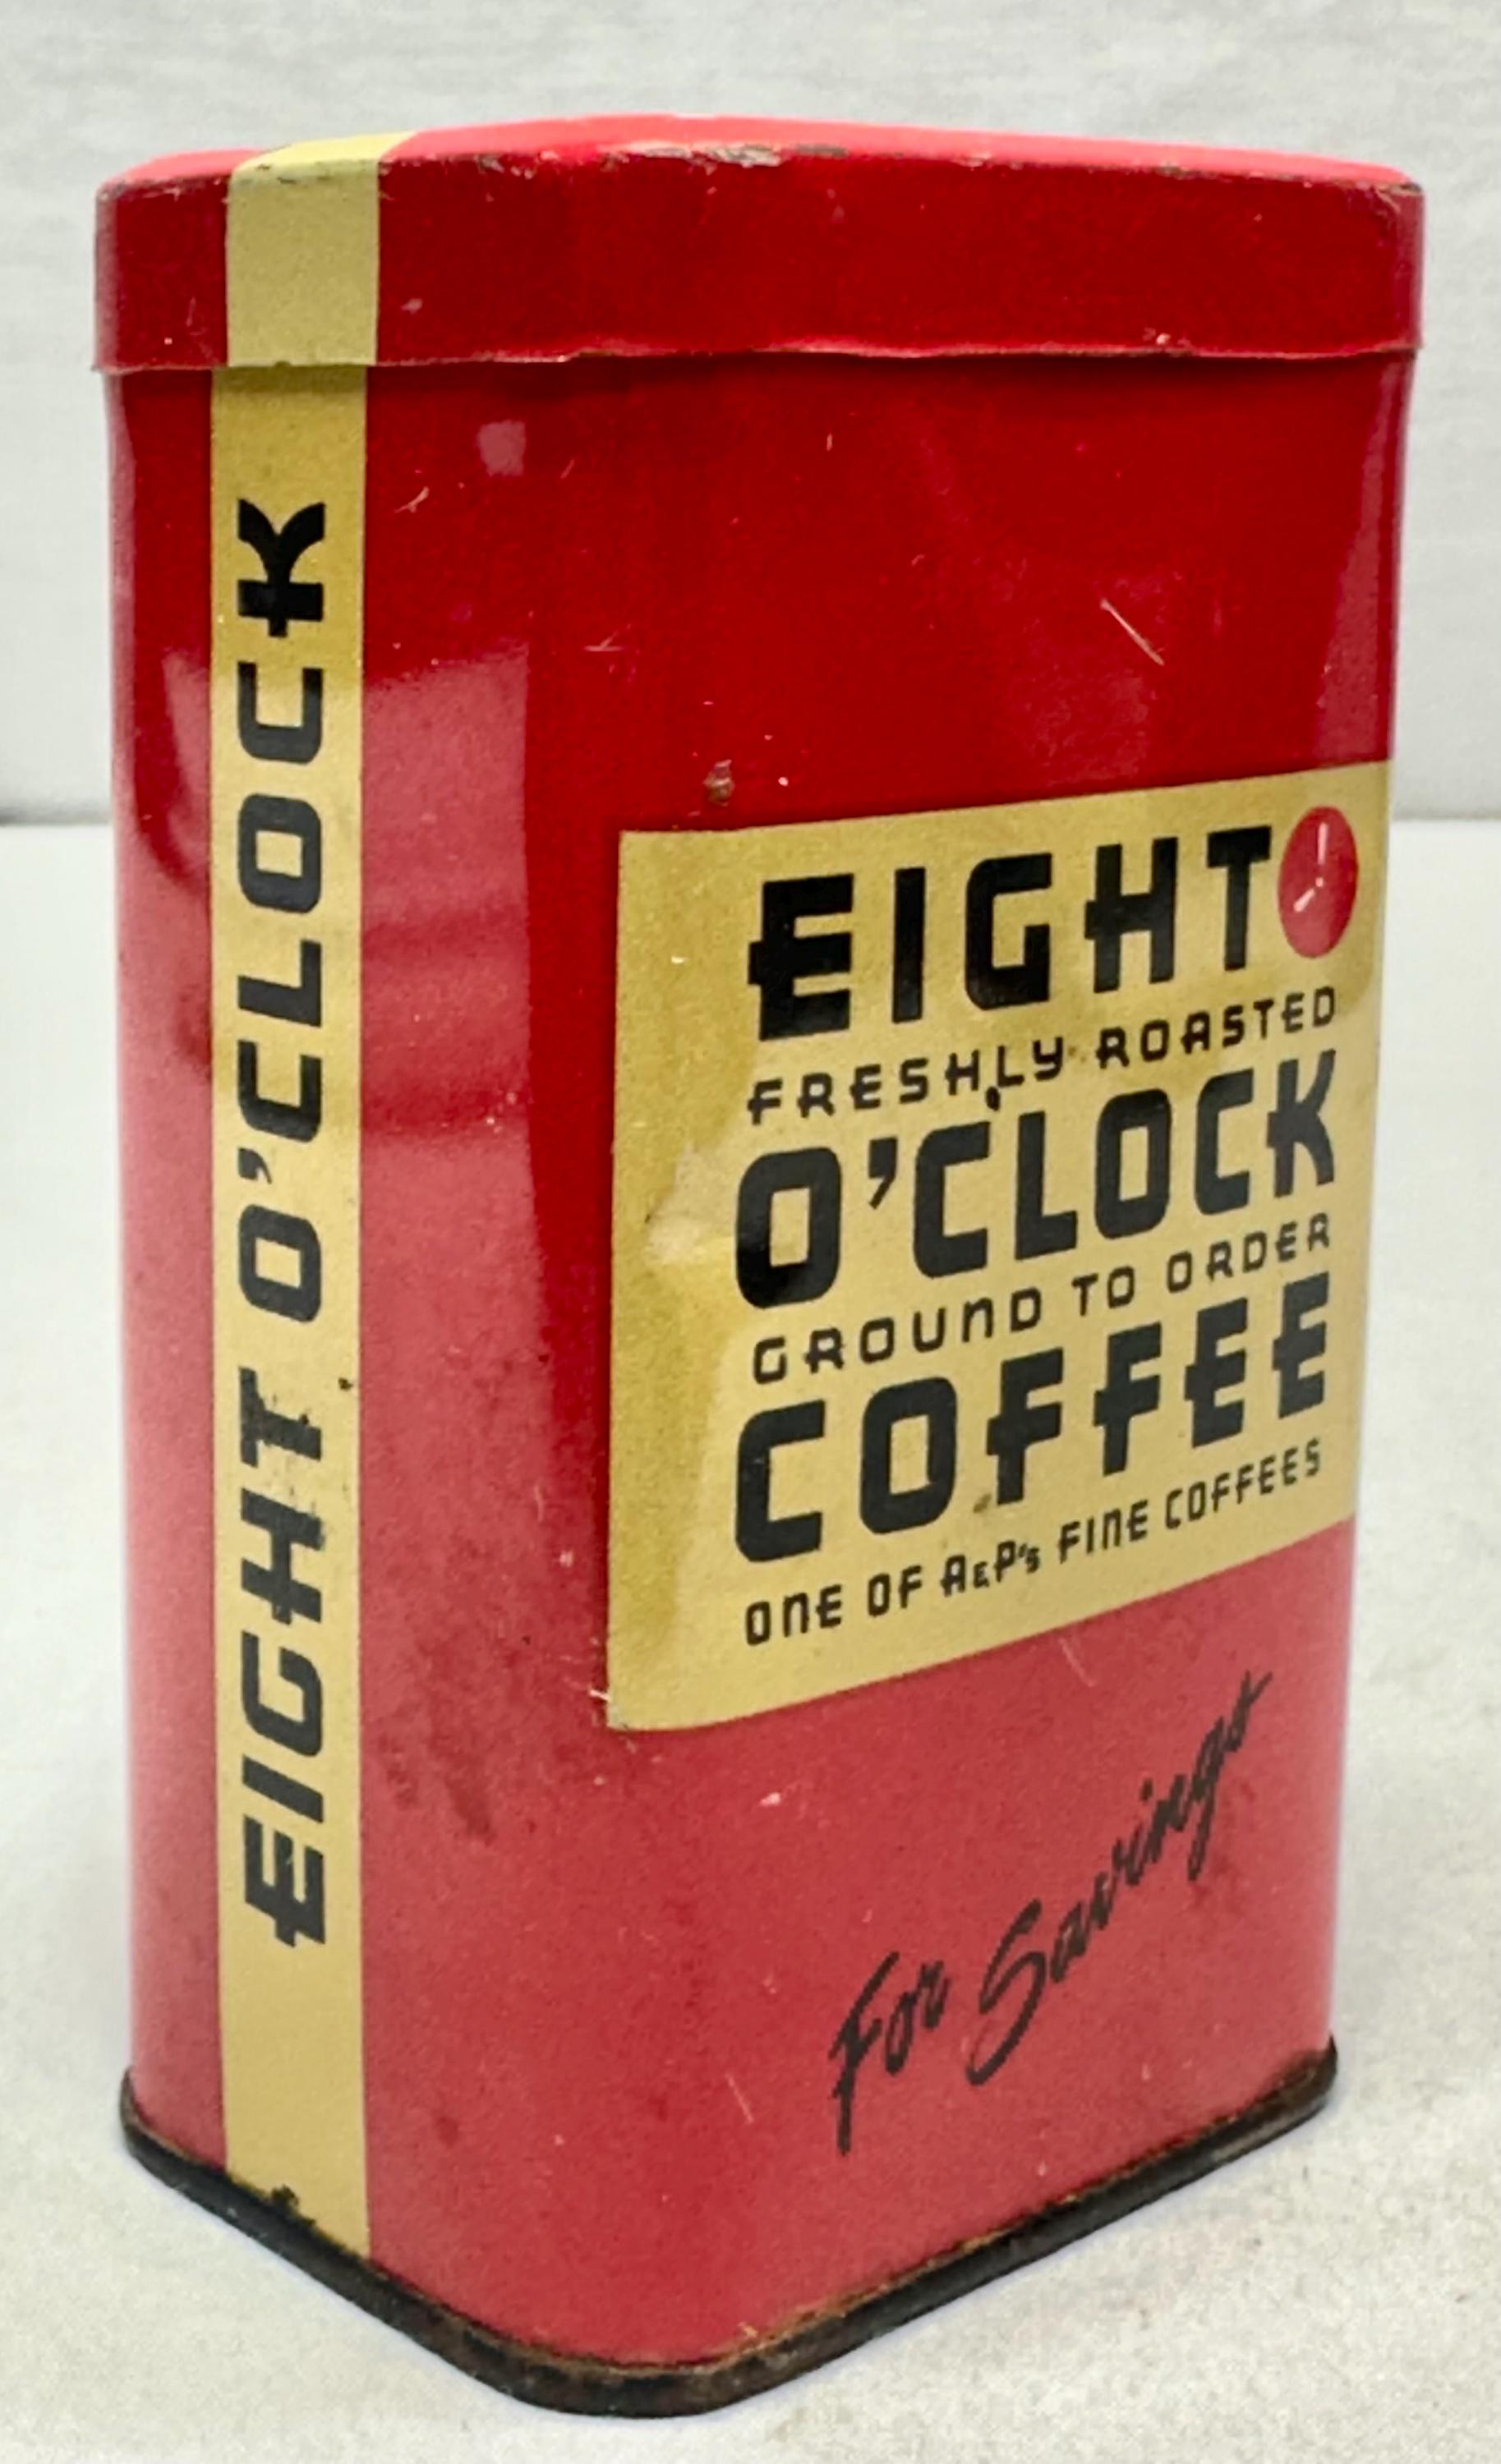 EIGHT O'CLOCK
EIGHT
FRESHLY ROASTED
O'CLOCK
GROUND TO ORDER
COFFEE
ONE OF A&P's FINE COFFEES
For Savings